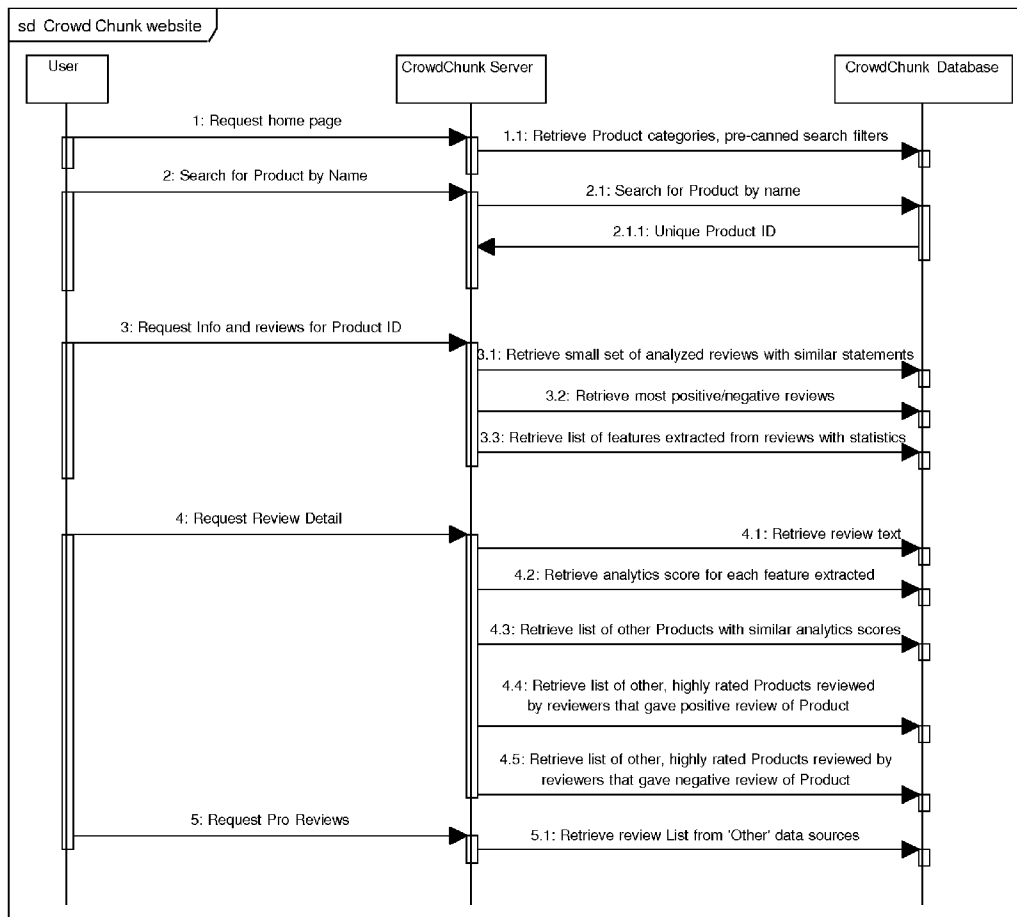 sd Crowd Chunk website
User
CrowdChunk Server
CrowdChunk Database
1: Request home page
1.1: Retrieve Product categories, pre-canned search filters
2: Search for Product by Name
2.1: Search for Product by name
2.1.1: Unique Product ID
3: Request Info and reviews for Product ID
3.1: Retrieve small set of analyzed reviews with similar statements
3.2: Retrieve most positive/negative reviews
3.3: Retrieve list of features extracted from reviews with statistics
4: Request Review Detail
4.1: Retrieve review text
4.2: Retrieve analytics score for each feature extracted
4.3: Retrieve list of other Products with similar analytics scores
4.4: Retrieve list of other, highly rated Products reviewed
by reviewers that gave positive review of Product
4.5: Retrieve list of other, highly rated Products reviewed by
reviewers that gave negative review of Product
5: Request Pro Reviews
5.1: Retrieve review List from 'Other' data sources